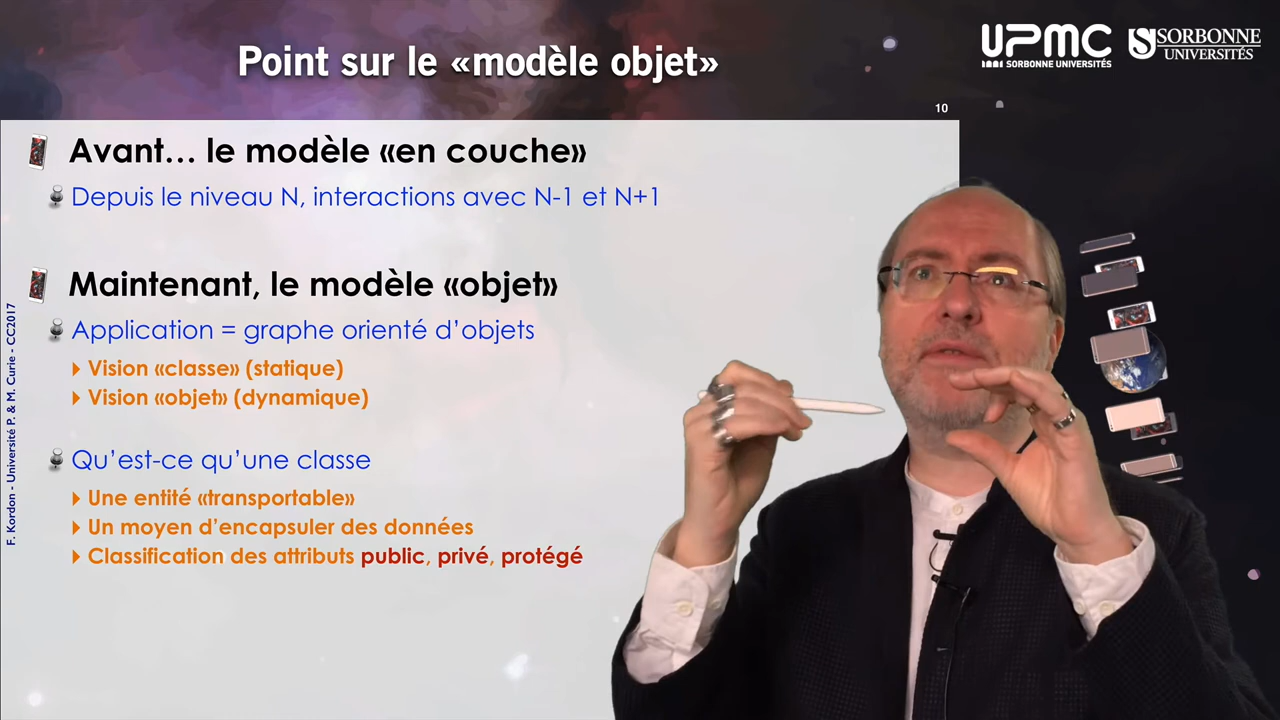 Point sur le «modèle objet»
UPMC
SORBONNE UNIVERSITÉS
SORBONNE
UNIVERSITÉS
10
Avant… le modèle «en couche»
Depuis le niveau N, interactions avec N-1 et N+1
Maintenant, le modèle «objet»
Application = graphe orienté d’objets
Vision «classe» (statique)
Vision «objet» (dynamique)
Qu’est-ce qu’une classe
Une entité «transportable»
Un moyen d’encapsuler des données
Classification des attributs public, privé, protégé
F. Kordon - Université P. & M. Curie - CC2017